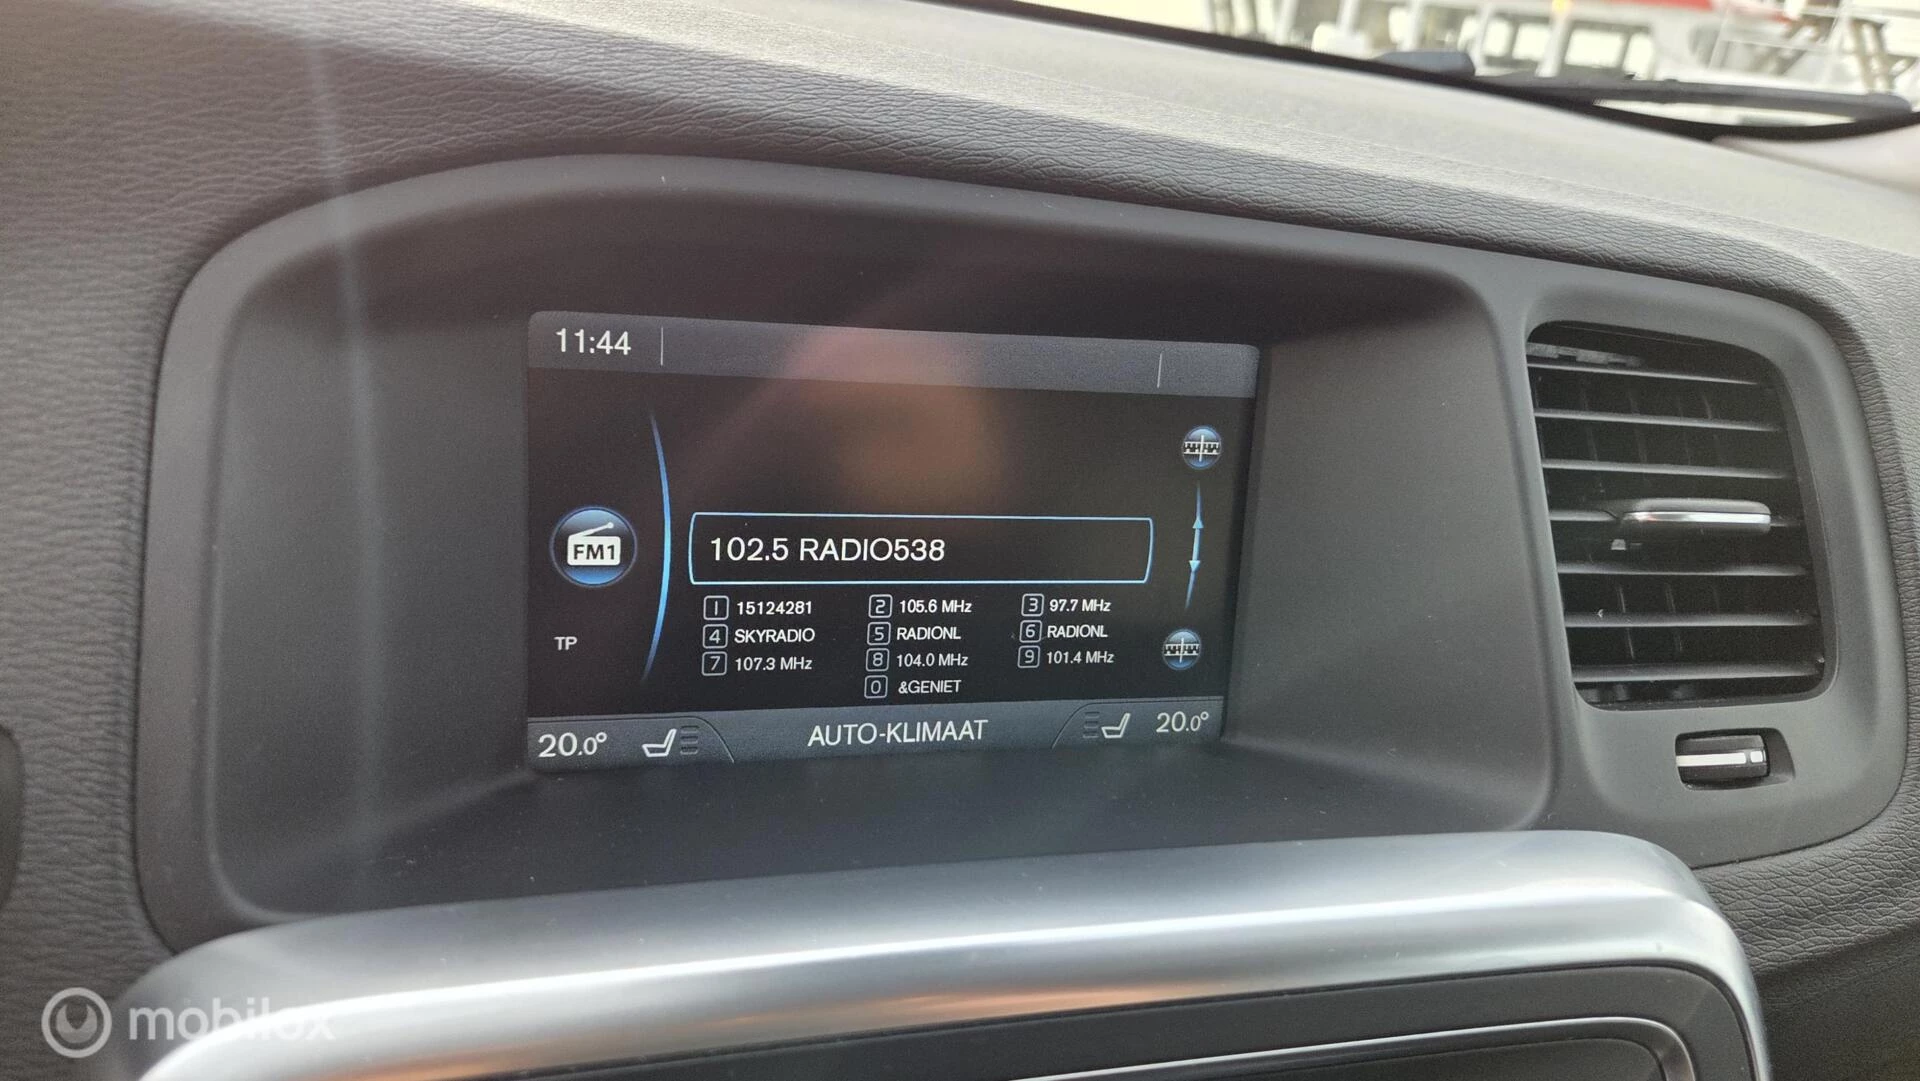 11:44
FM1
102.5 RADIO538
1 15124281 2 105.6 MHz 3 97.7 MHz
4 SKYRADIO 5 RADIONL 6 RADIONL
TP
7 107.3 MHz 8 104.0 MHz 9 101.4 MHz
0 &GENIET
20.0° AUTO-KLIMAAT 20.0°
mobilox